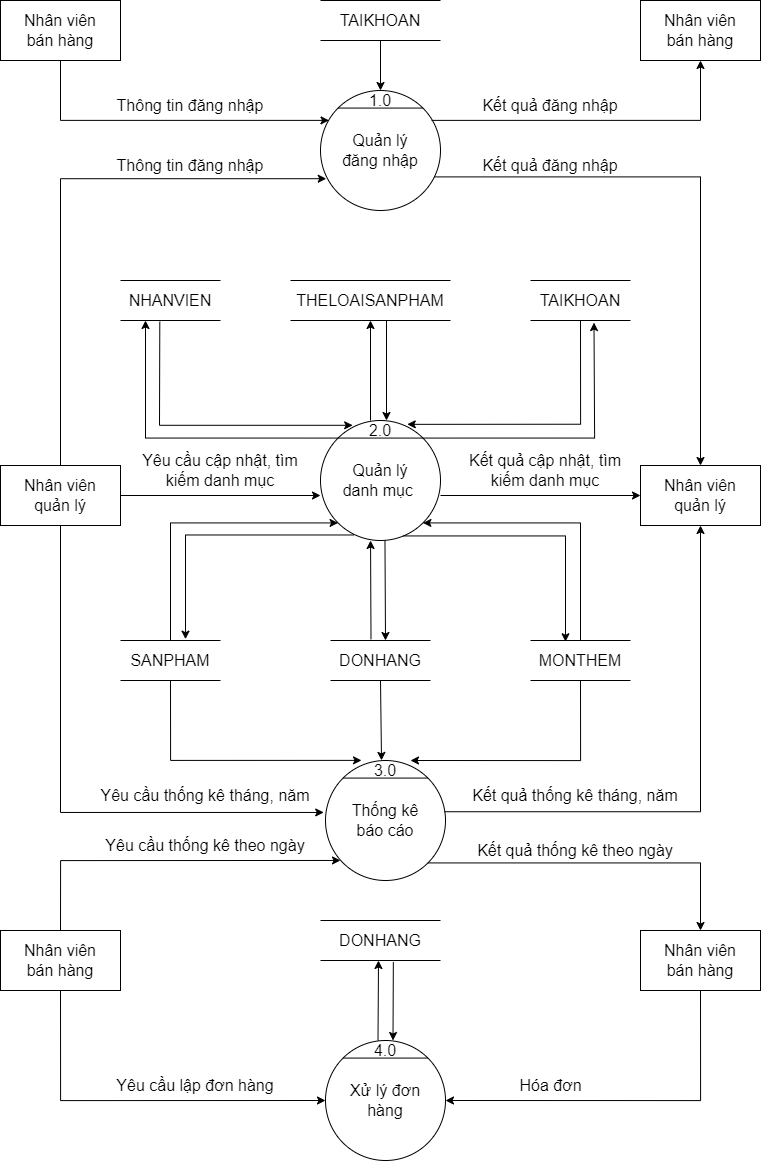 Nhân viên
bán hàng
TAIKHOAN
Nhân viên
bán hàng
Thông tin đăng nhập
1.0
Kết quả đăng nhập
Quản lý
đăng nhập
Thông tin đăng nhập
Kết quả đăng nhập
NHANVIEN
THELOAISANPHAM
TAIKHOAN
2.0
Yêu cầu cập nhật, tìm
kiếm danh mục
Quản lý
danh mục
Kết quả cập nhật, tìm
kiếm danh mục
Nhân viên
quản lý
Nhân viên
quản lý
SANPHAM
DONHANG
MONTHEM
3.0
Yêu cầu thống kê tháng, năm
Kết quả thống kê tháng, năm
Thống kê
báo cáo
Yêu cầu thống kê theo ngày
Kết quả thống kê theo ngày
Nhân viên
bán hàng
DONHANG
Nhân viên
bán hàng
4.0
Yêu cầu lập đơn hàng
Xử lý đơn
hàng
Hóa đơn